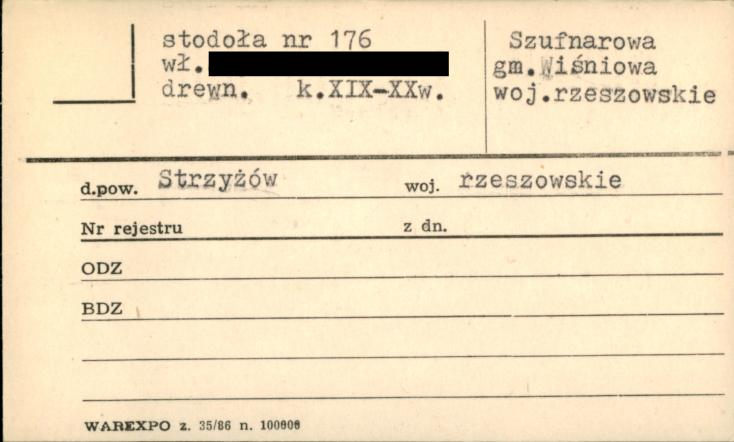 stodoła nr 176
wł.
drewn. k.XIX-XXw.
Szufnarowa
gm.Wiśniowa
woj.rzeszowskie
d.pow. Strzyżów woj. rzeszowskie
Nr rejestru z dn.
ODZ
BDZ
WAREXPO z. 35/86 n. 100000